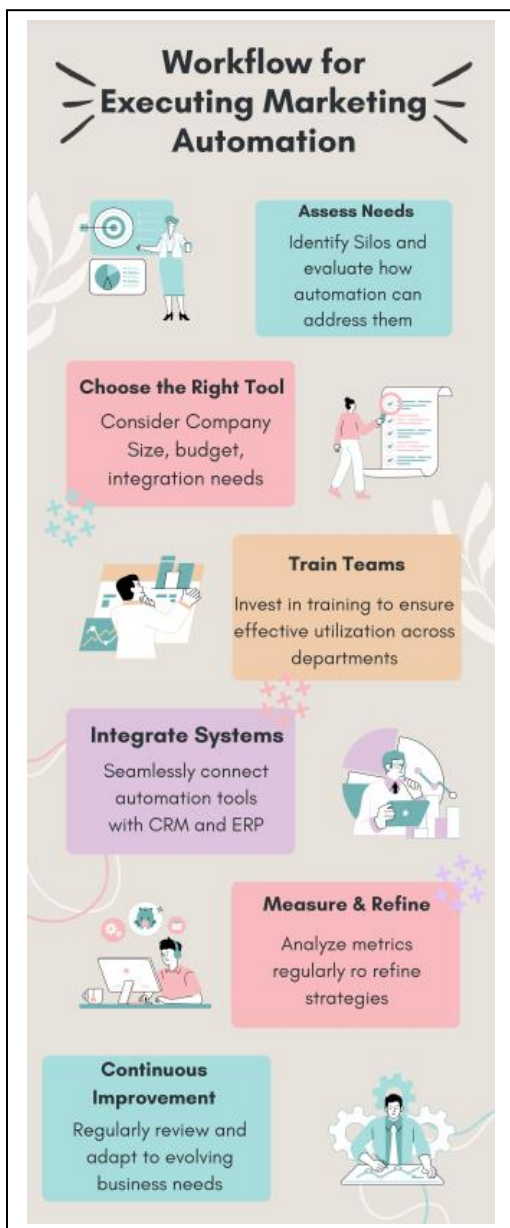 Workflow for
Executing Marketing
Automation
Assess Needs
Identify Silos and
evaluate how
automation can
address them
Choose the Right Tool
Consider Company
Size, budget,
integration needs
Train Teams
Invest in training to ensure
effective utilization across
departments
Integrate Systems
Seamlessly connect
automation tools
with CRM and ERP
Measure & Refine
Analyze metrics
regularly ro refine
strategies
Continuous
Improvement
Regularly review and
adapt to evolving
business needs